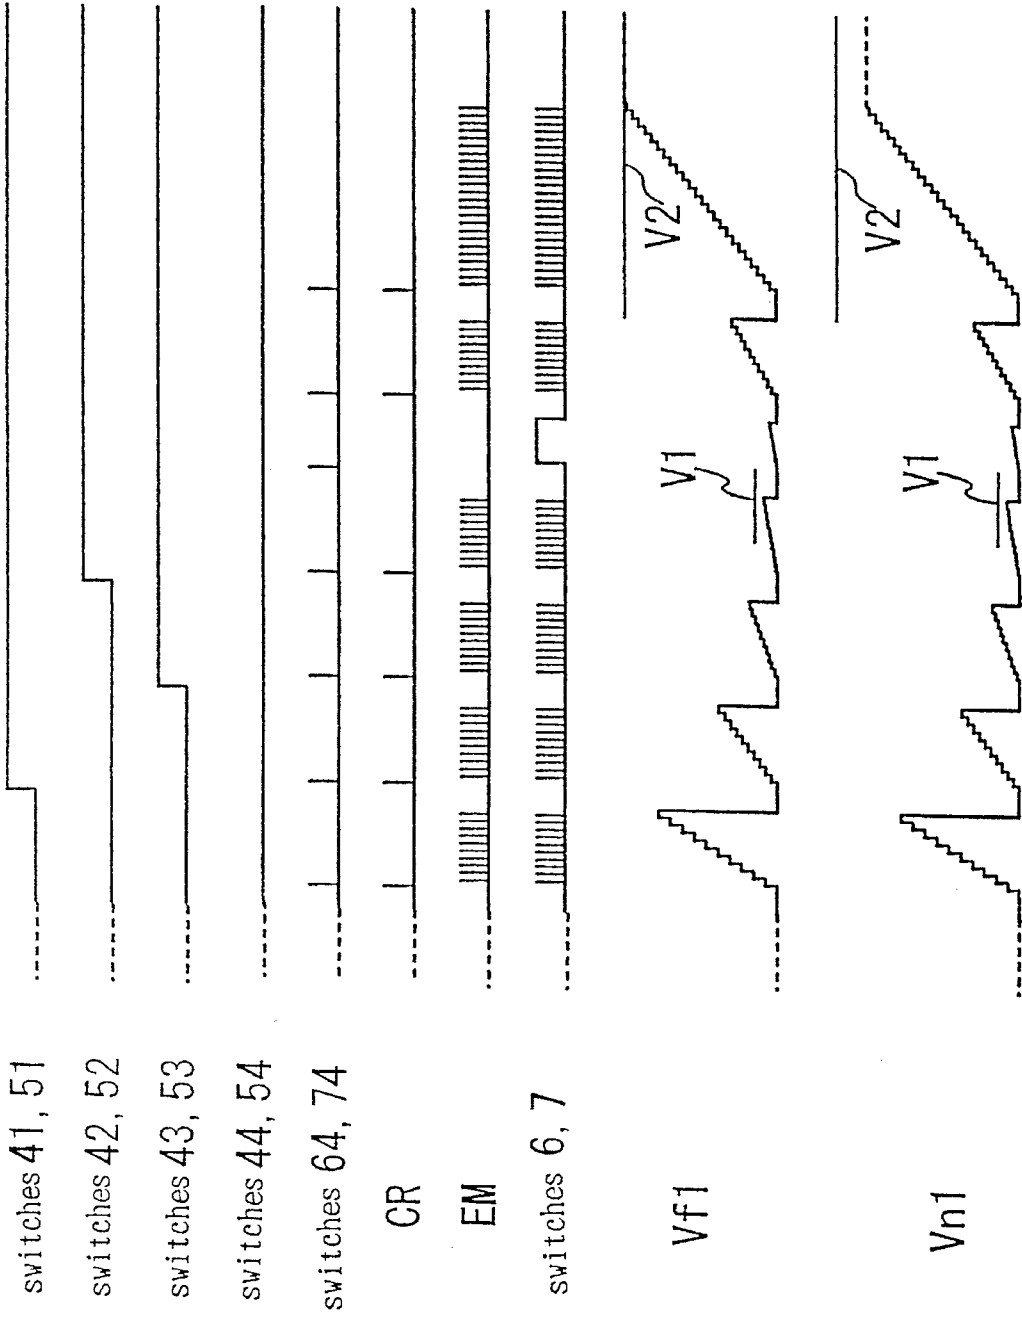 switches 41, 51
switches 42, 52
switches 43, 53
switches 44, 54
switches 64, 74
CR
EM
switches 6, 7
Vf1
V1
V2
Vn1
V1
V2